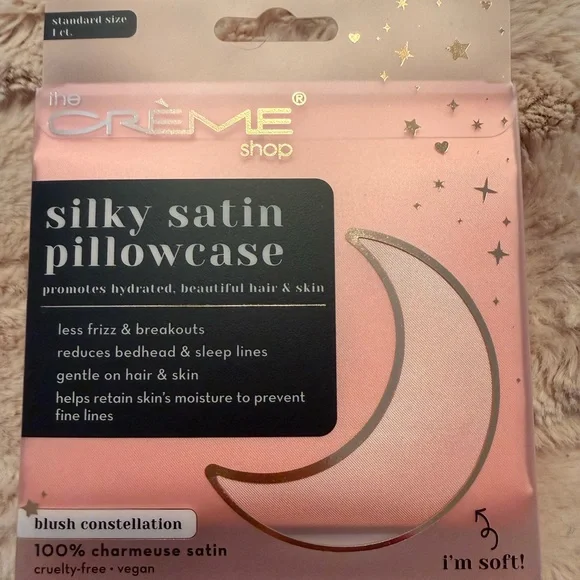 standard size
1 ct.
the
CRÈME®
shop
silky satin
pillowcase
promotes hydrated, beautiful hair & skin
less frizz & breakouts
reduces bedhead & sleep lines
gentle on hair & skin
helps retain skin's moisture to prevent
fine lines
blush constellation
100% charmeuse satin
cruelty-free • vegan
i'm soft!